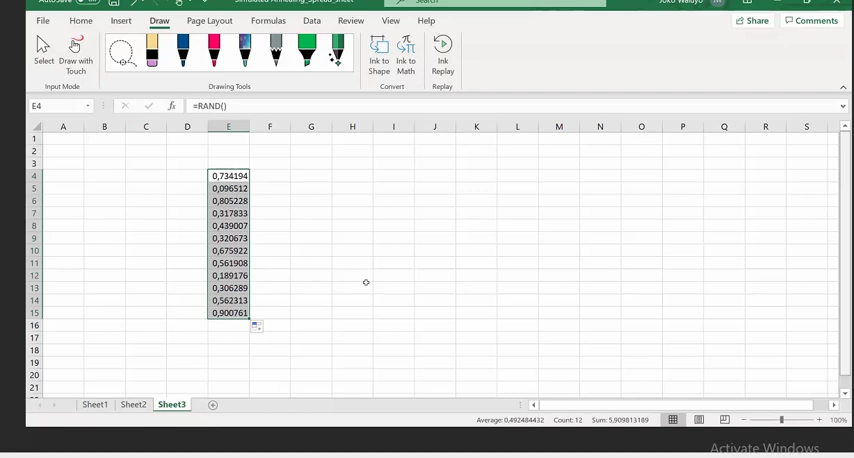 AutoSave Simulated Annealing_Spread_Sheet Search Joko Waluyo
File Home Insert Draw Page Layout Formulas Data Review View Help Share Comments
Select Draw with Touch Ink to Shape Ink to Math Ink Replay
Input Mode Drawing Tools Convert Replay
E4 fx =RAND()
A B C D E F G H I J K L M N O P Q R S
1
2
3
4 0,734194
5 0,096512
6 0,805228
7 0,317833
8 0,439007
9 0,320673
10 0,675922
11 0,561908
12 0,189176
13 0,306289
14 0,562313
15 0,900761
16
17
18
19
20
21
Sheet1 Sheet2 Sheet3
Average: 0,492484432 Count: 12 Sum: 5,909813189 100%
Activate Windows